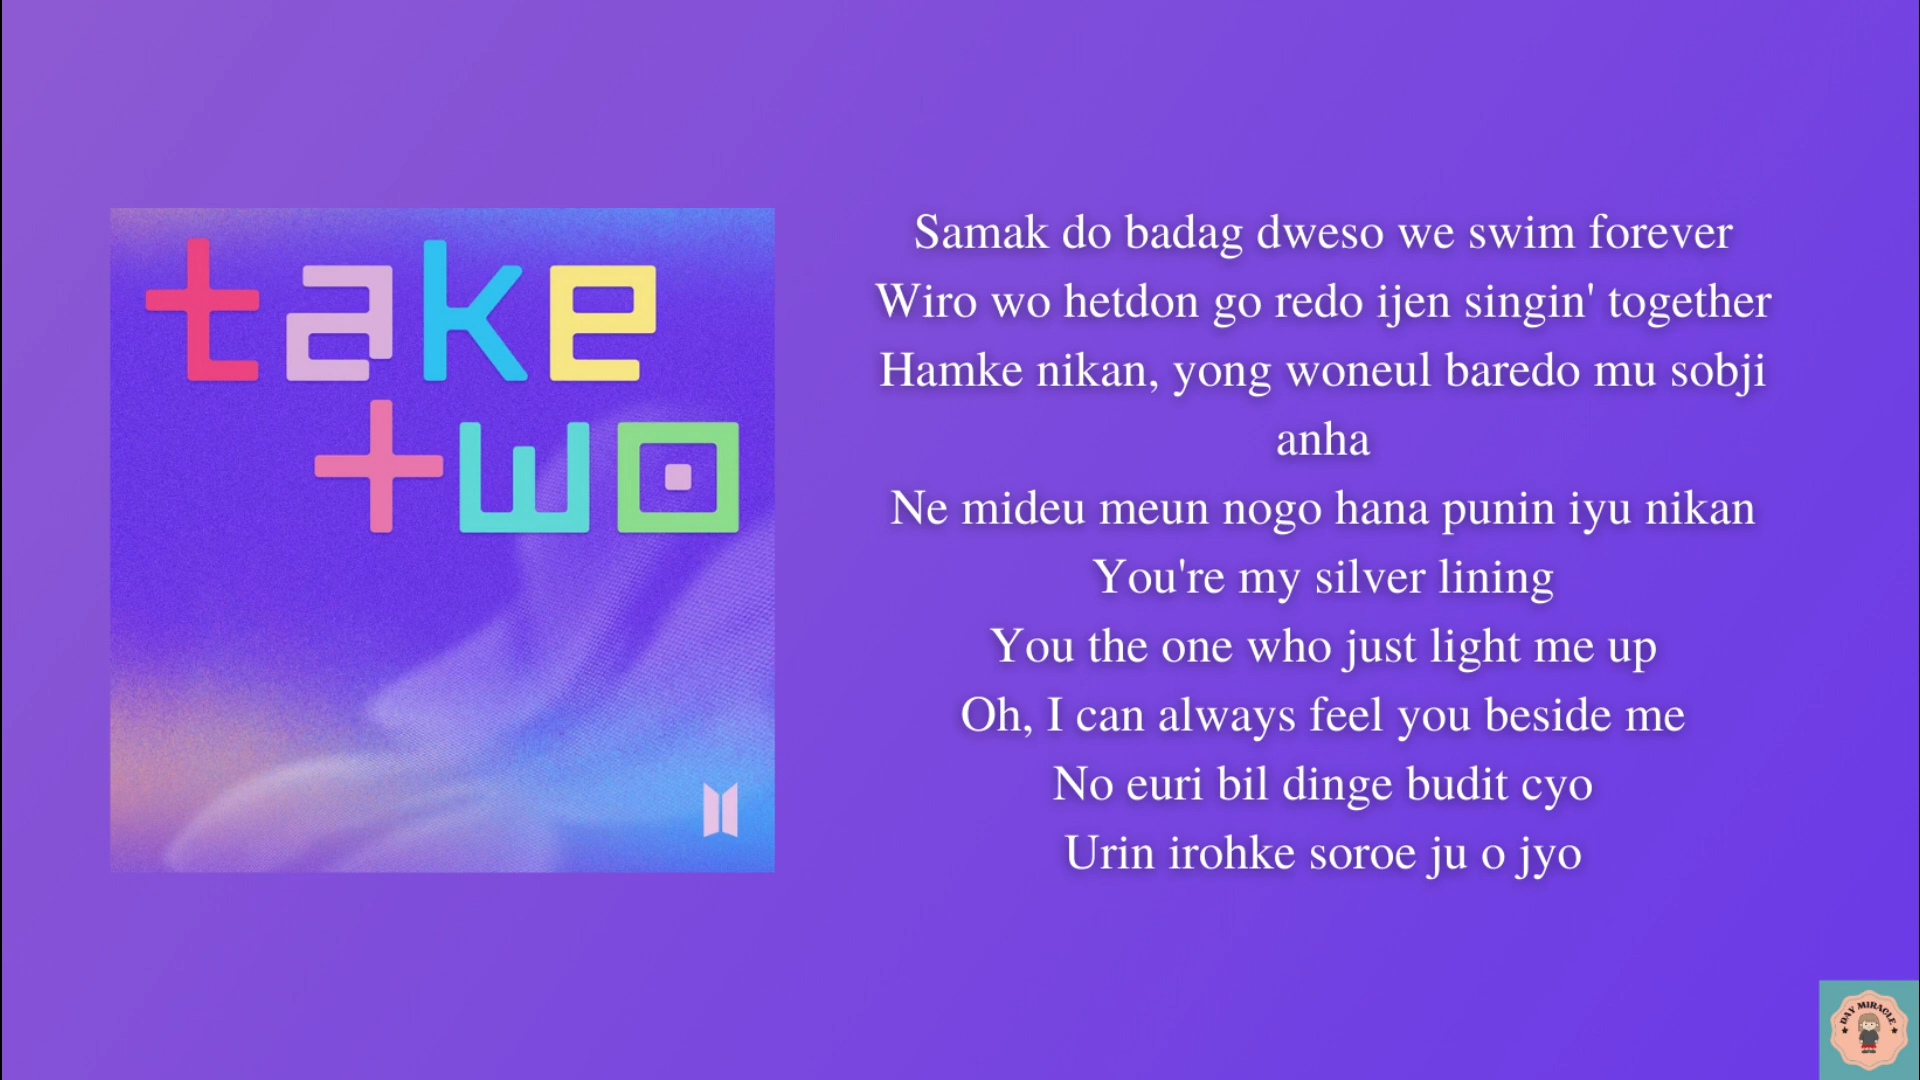 take
two
Samak do badag dweso we swim forever
Wiro wo hetdon go redo ijen singin' together
Hamke nikan, yong woneul baredo mu sobji
anha
Ne mideu meun nogo hana punin iyu nikan
You're my silver lining
You the one who just light me up
Oh, I can always feel you beside me
No euri bil dinge budit cyo
Urin irohke soroe ju o jyo
DAY MIRACLE